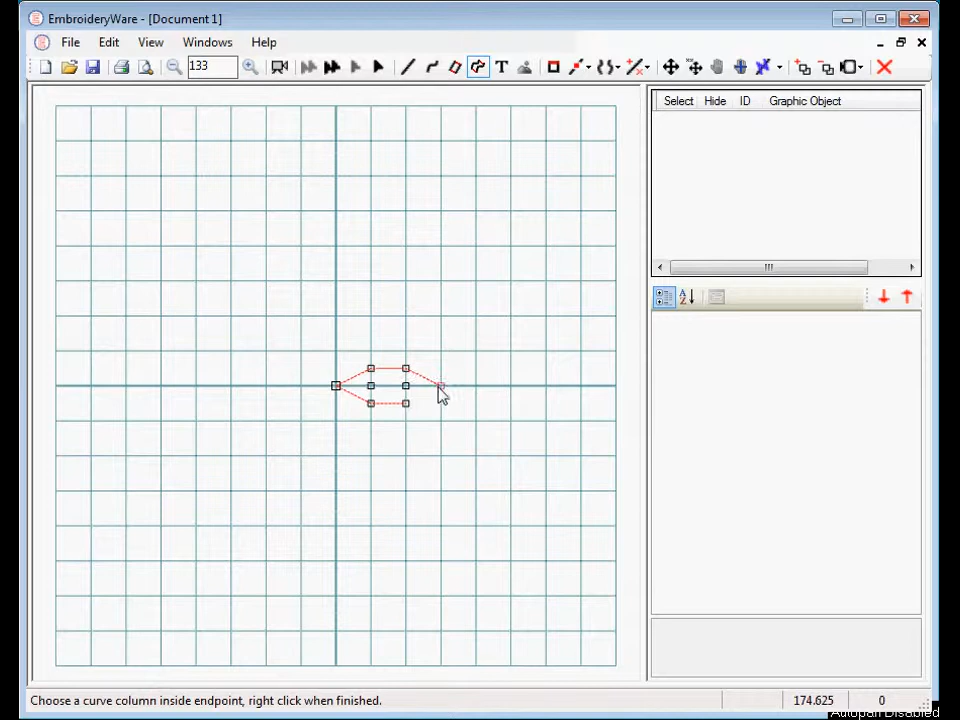 EmbroideryWare - [Document 1]
File Edit View Windows Help
133
T
Select Hide ID Graphic Object
A
Z
Choose a curve column inside endpoint, right click when finished.
174.625 0
Autopan Disabled